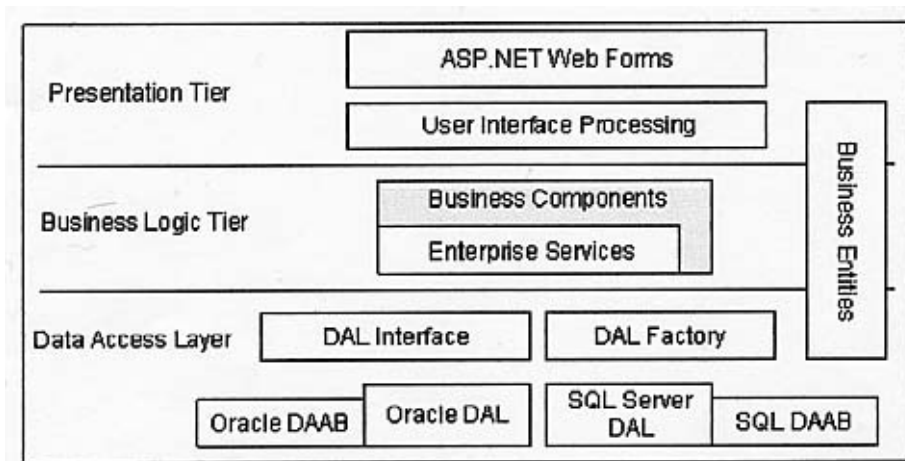 ASP.NET Web Forms
Presentation Tier
User Interface Processing
Business Entities
Business Components
Business Logic Tier
Enterprise Services
Data Access Layer
DAL Interface
DAL Factory
Oracle DAAB
Oracle DAL
SQL Server
DAL
SQL DAAB